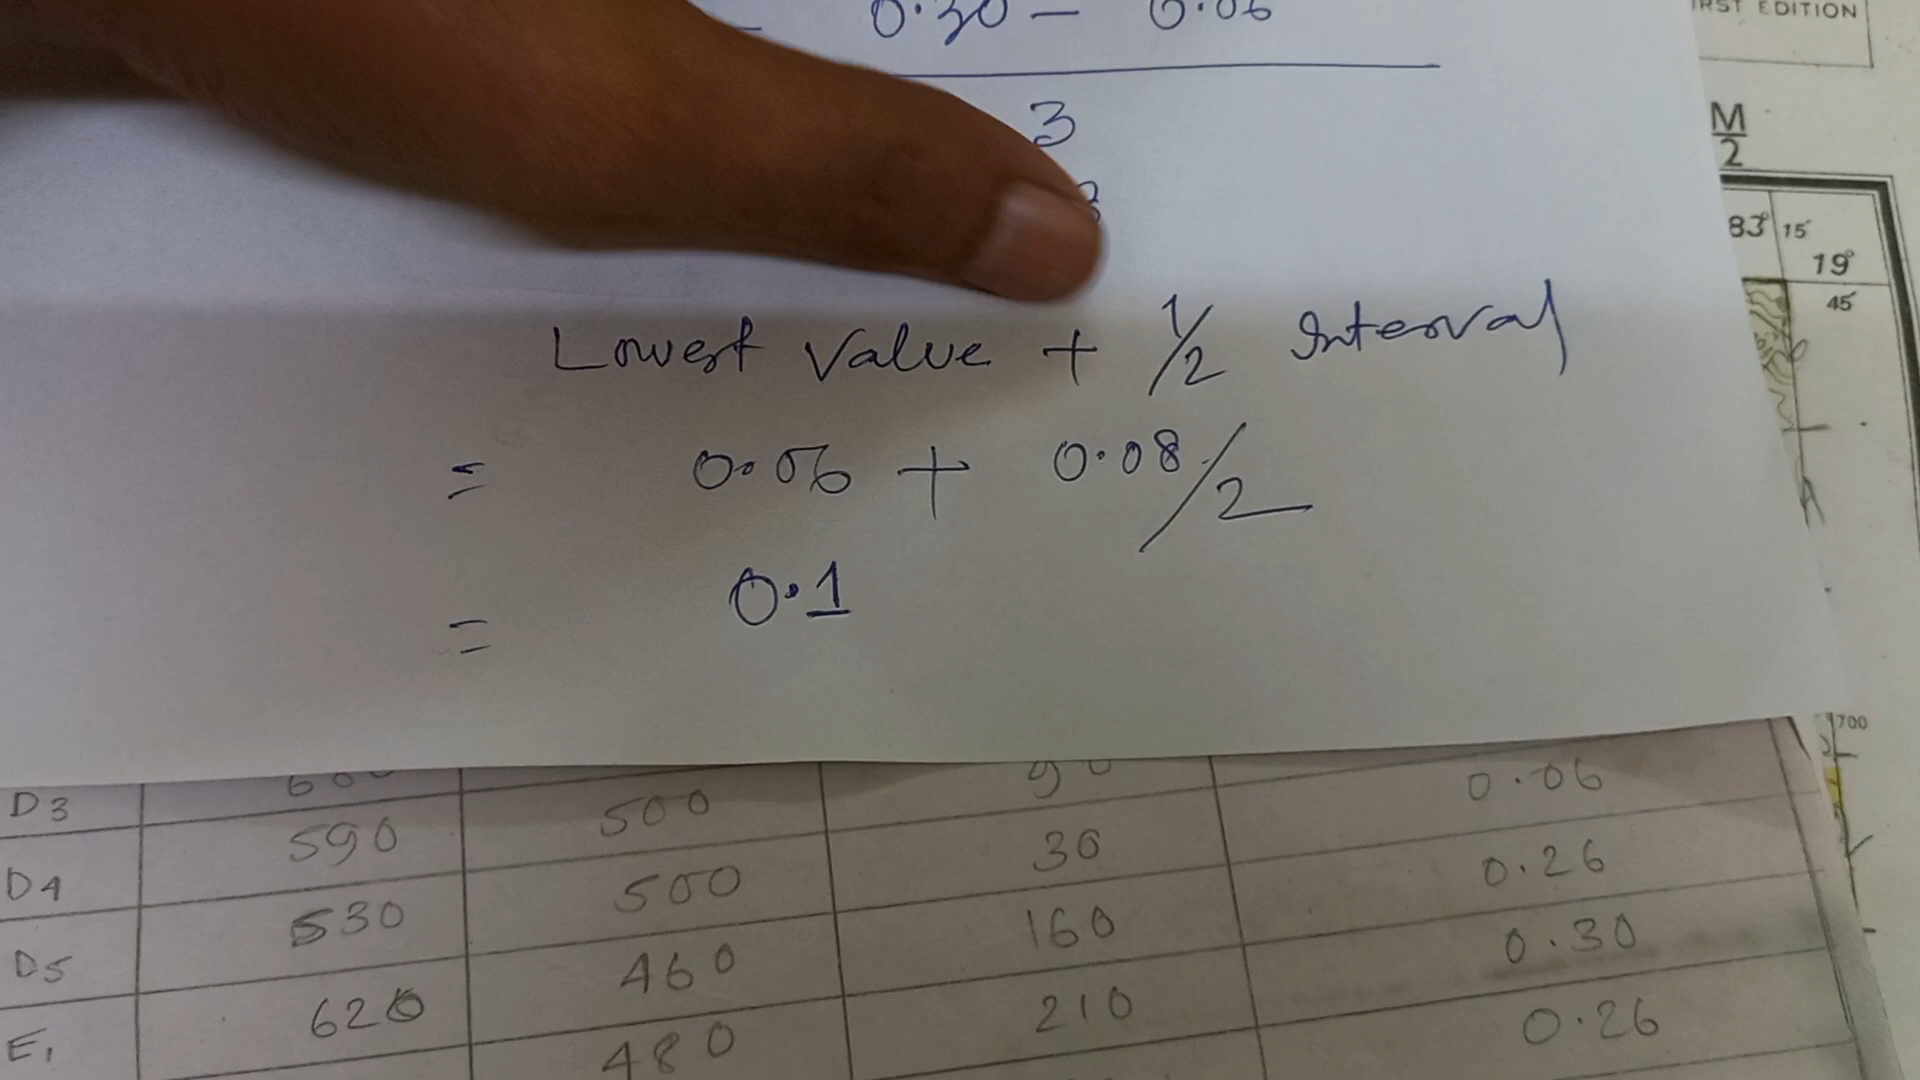 0.30 - 0.06
3
Lowest Value + 1/2 Interval
= 0.06 + 0.08/2
= 0.1
EDITION
M
2
83° 15'
19°
45'
700
D3 500 90 0.06
D4 590 500 30 0.26
D5 530 460 160 0.30
E1 620 480 210 0.26